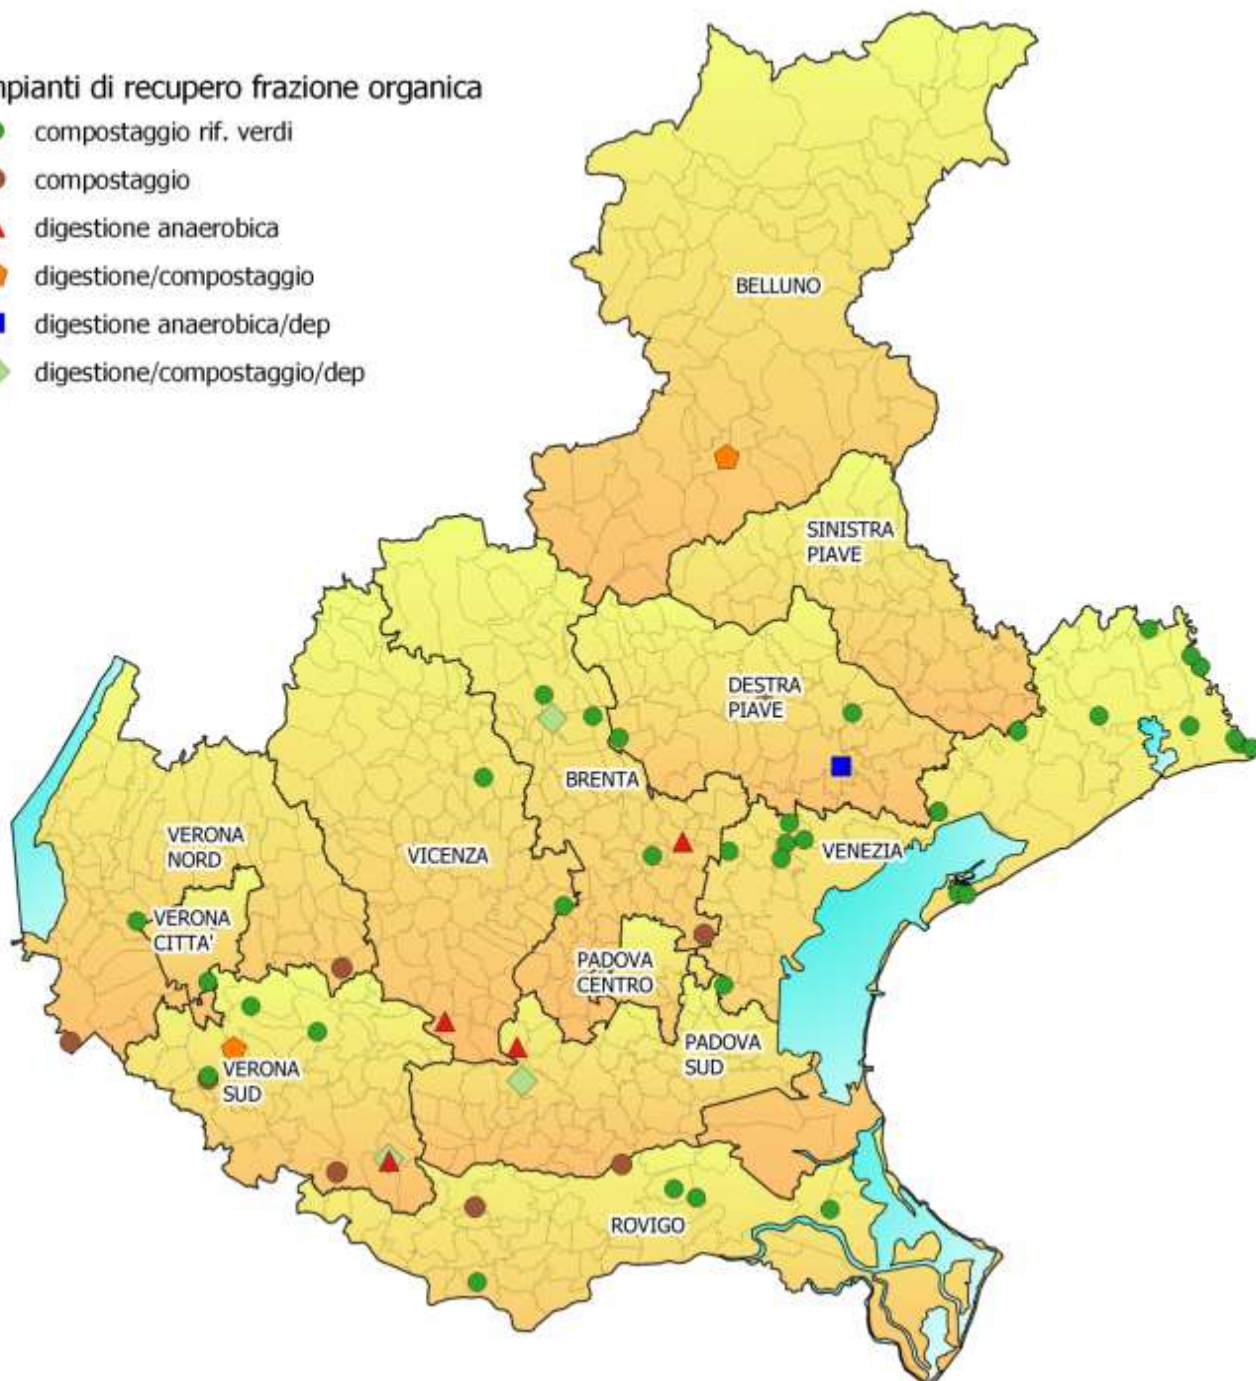 mpianti di recupero frazione organica
compostaggio rif. verdi
compostaggio
digestione anaerobica
digestione/compostaggio
digestione anaerobica/dep
digestione/compostaggio/dep
BELLUNO
SINISTRA
PIAVE
DESTRA
PIAVE
BRENTA
VERONA
NORD
VICENZA
VENEZIA
VERONA
CITTA'
PADOVA
CENTRO
PADOVA
SUD
VERONA
SUD
ROVIGO